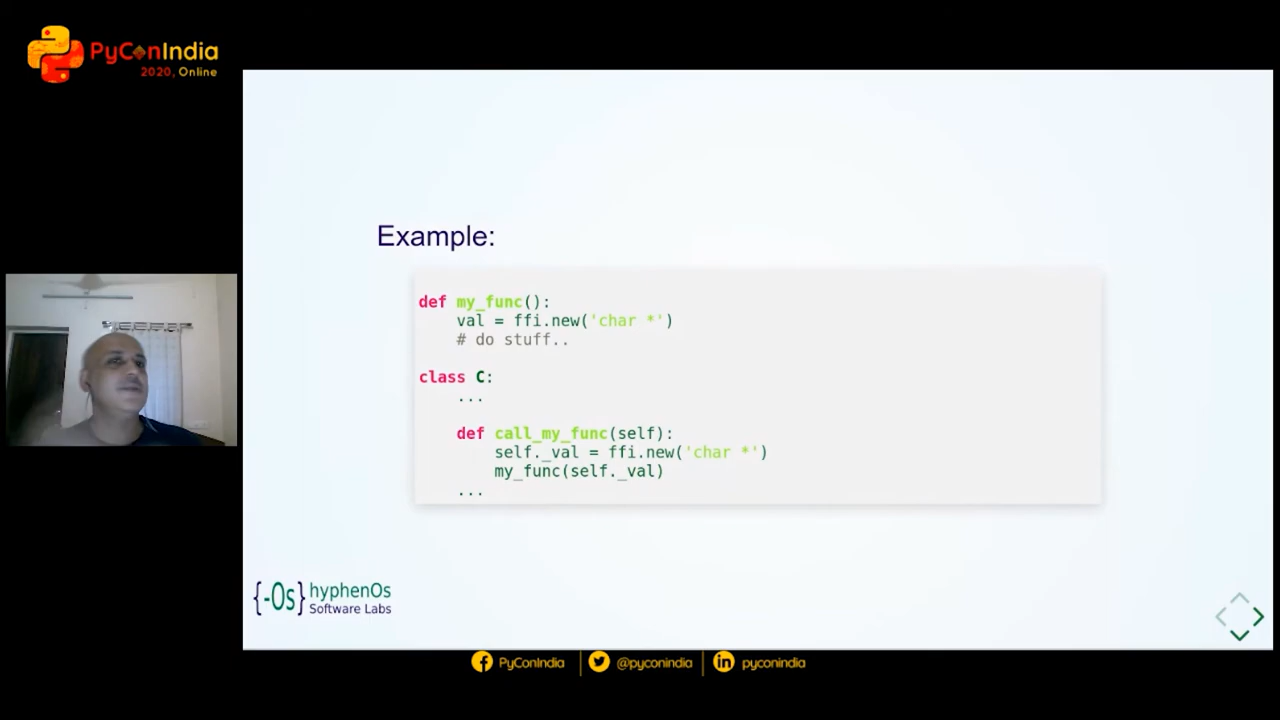 PyConIndia
2020, Online
Example:
def my_func():
    val = ffi.new('char *')
    # do stuff..
class C:
    ...
    def call_my_func(self):
        self._val = ffi.new('char *')
        my_func(self._val)
    ...
{-Os} hyphenOs
Software Labs
PyConIndia
@pyconindia
pyconindia